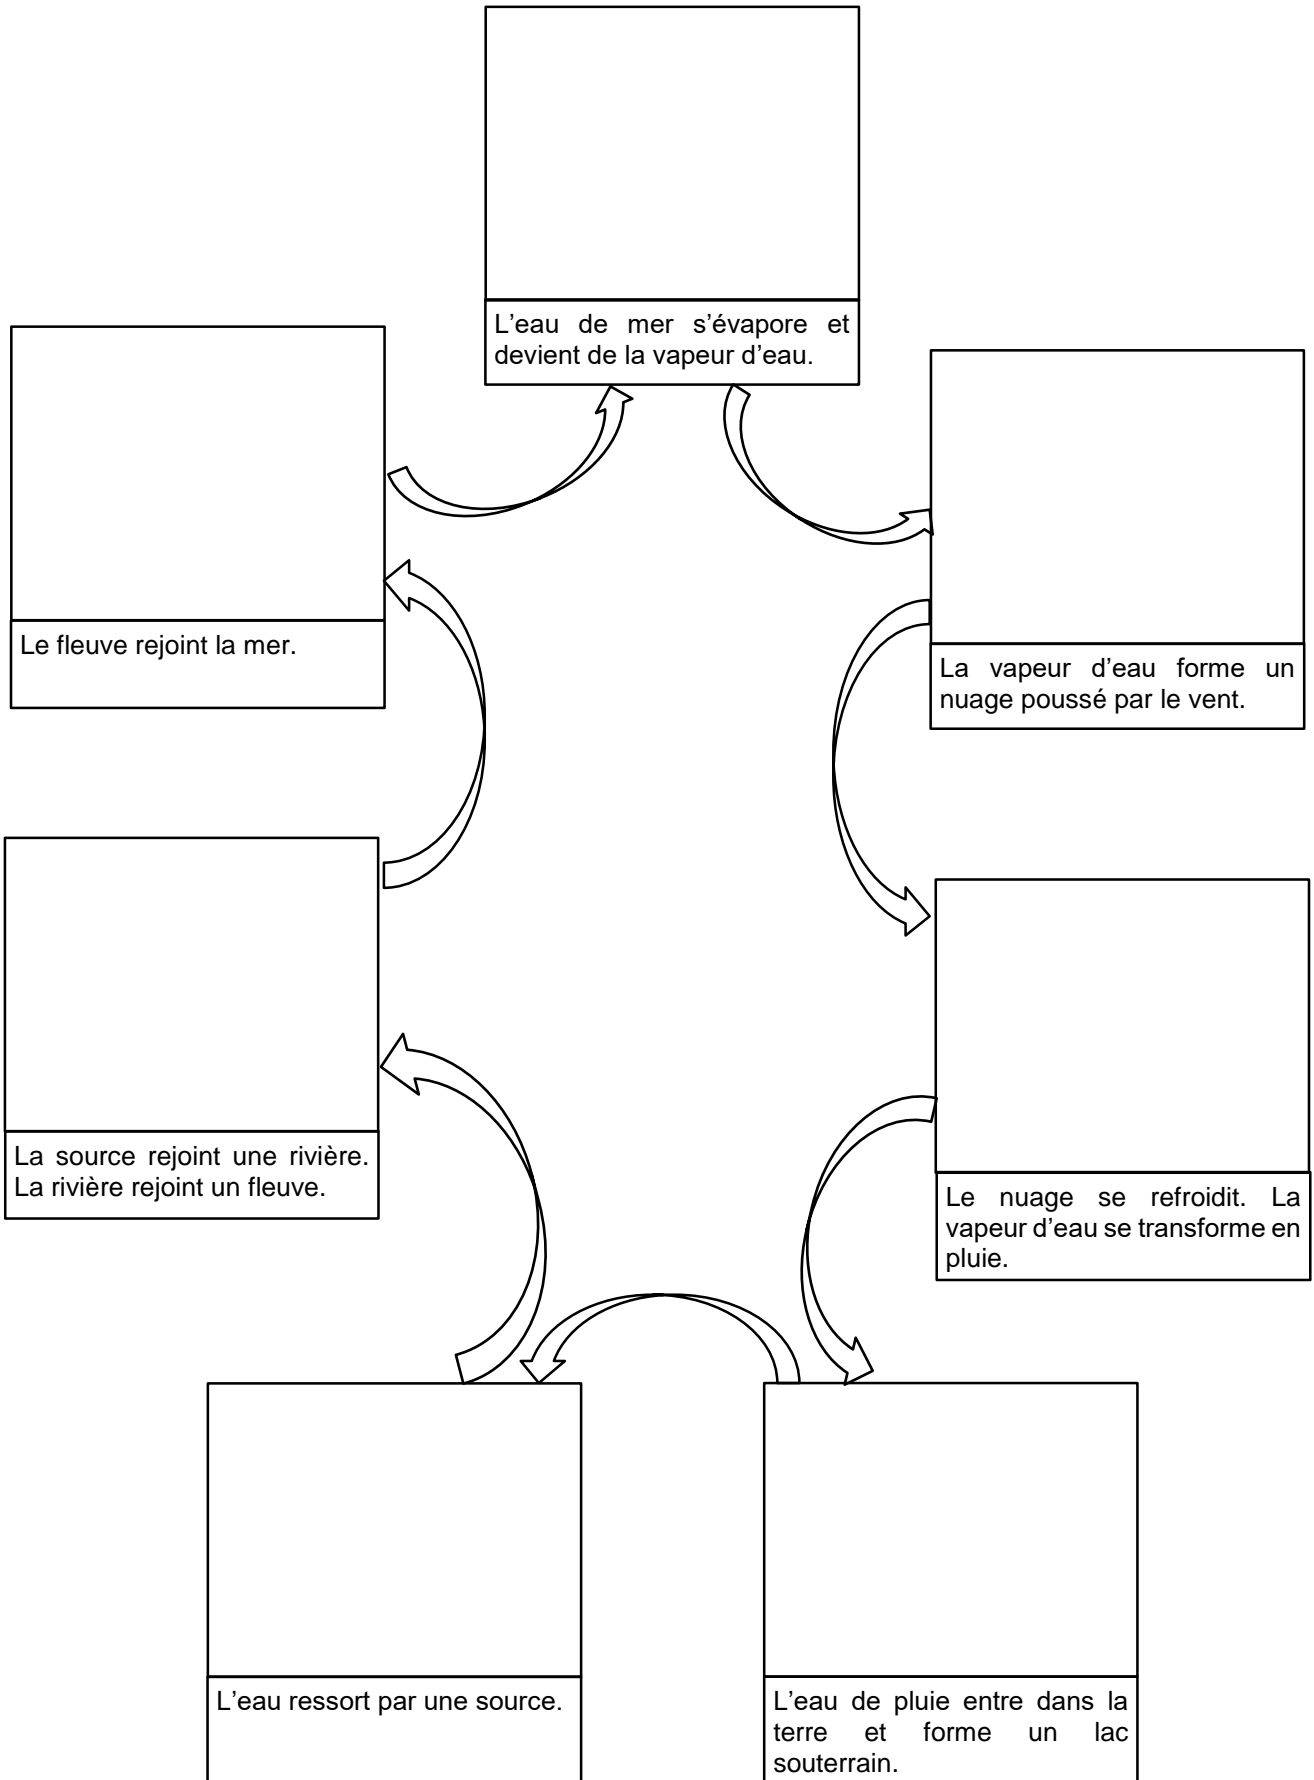 L'eau de mer s'évapore et
devient de la vapeur d'eau.
Le fleuve rejoint la mer.
La vapeur d'eau forme un
nuage poussé par le vent.
La source rejoint une rivière.
La rivière rejoint un fleuve.
Le nuage se refroidit. La
vapeur d'eau se transforme en
pluie.
L'eau ressort par une source.
L'eau de pluie entre dans la
terre et forme un lac
souterrain.